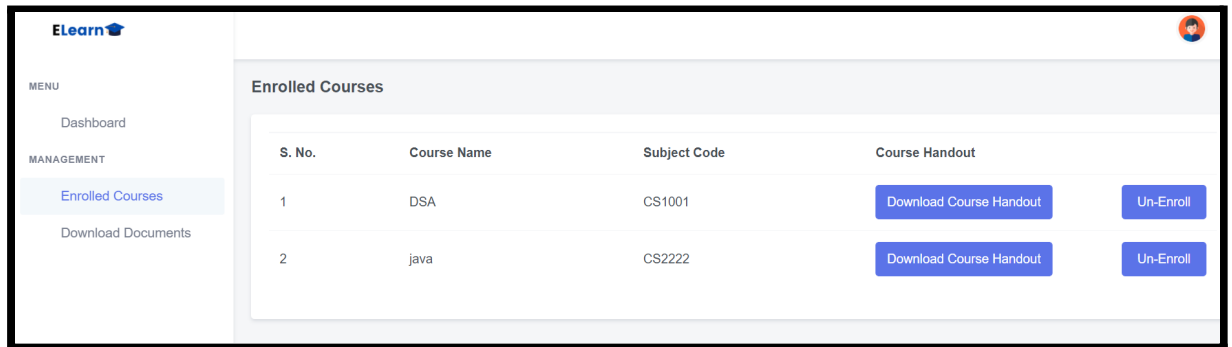 ELearn
MENU
Dashboard
MANAGEMENT
Enrolled Courses
Download Documents
Enrolled Courses
S. No. Course Name Subject Code Course Handout
1 DSA CS1001 Download Course Handout Un-Enroll
2 java CS2222 Download Course Handout Un-Enroll